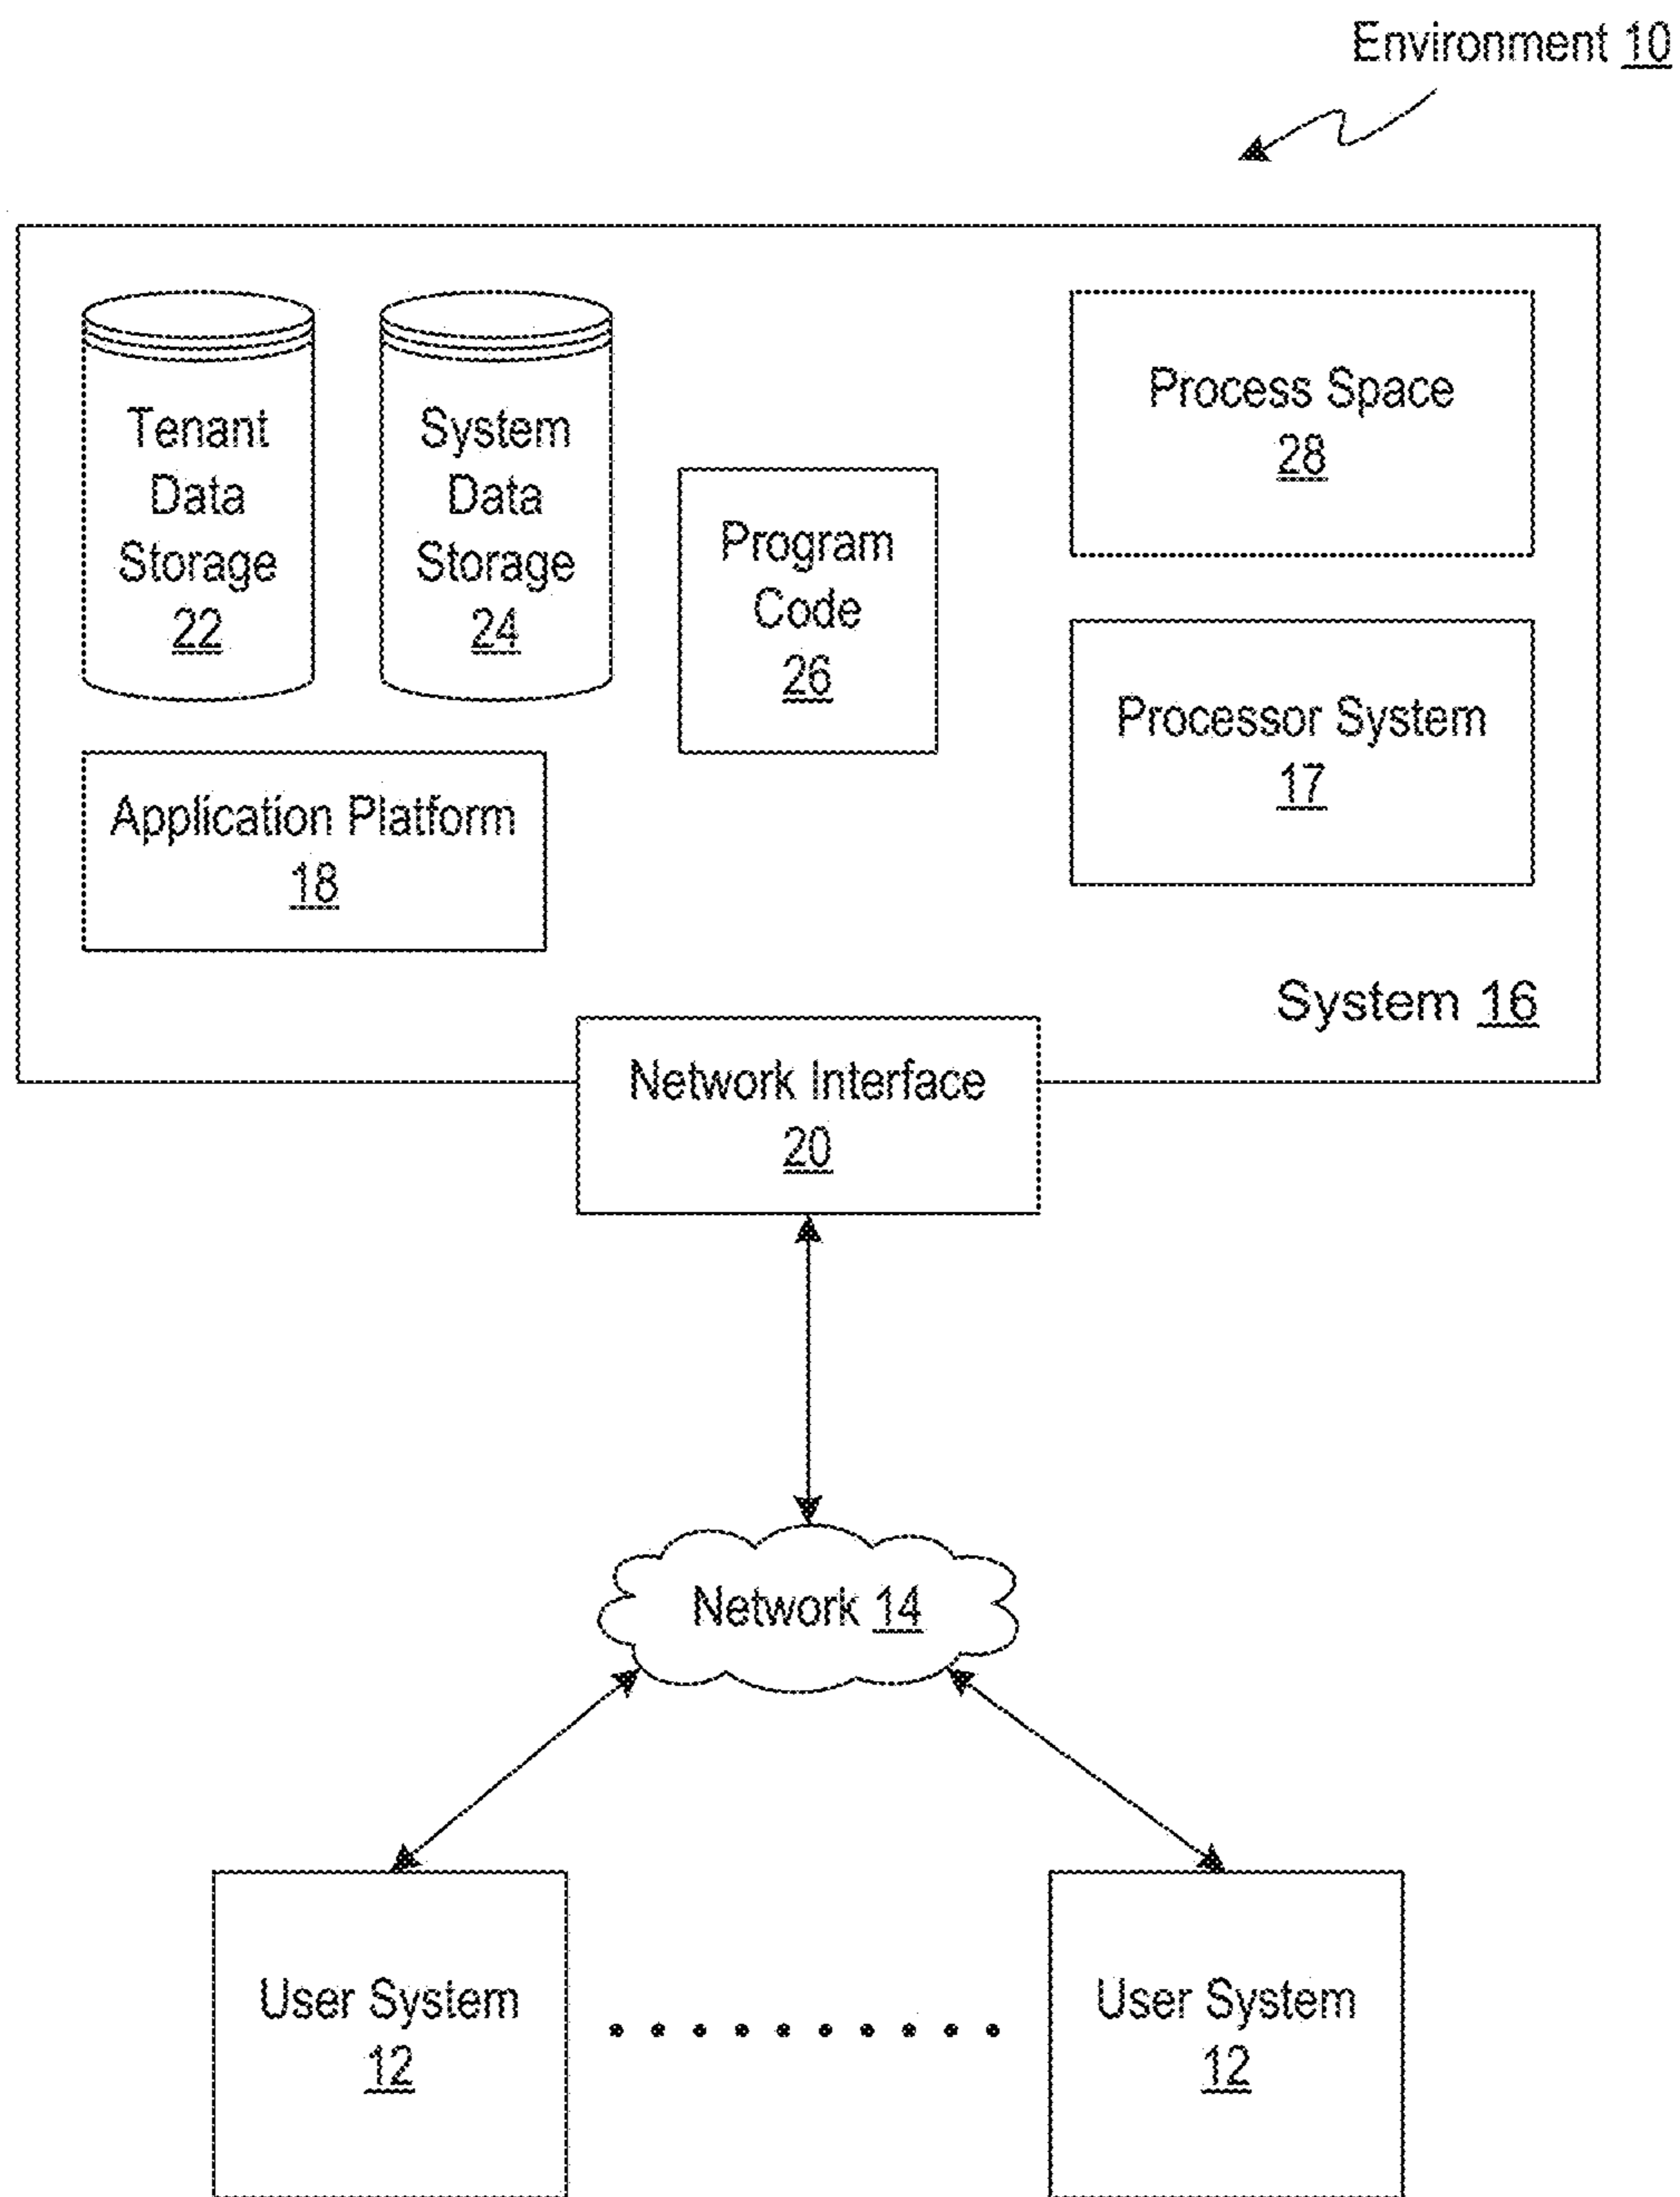 Environment 10
Tenant
Data
Storage
22
System
Data
Storage
24
Program
Code
26
Process Space
28
Processor System
17
Application Platform
18
System 16
Network Interface
20
Network 14
User System
12
User System
12